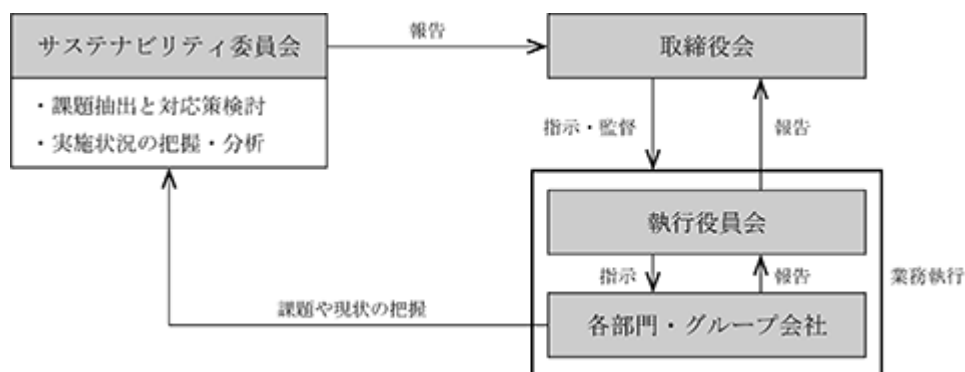 サステナビリティ委員会
・課題抽出と対応策検討
・実施状況の把握・分析
報告
取締役会
指示・監督
報告
執行役員会
指示
報告
業務執行
各部門・グループ会社
課題や現状の把握